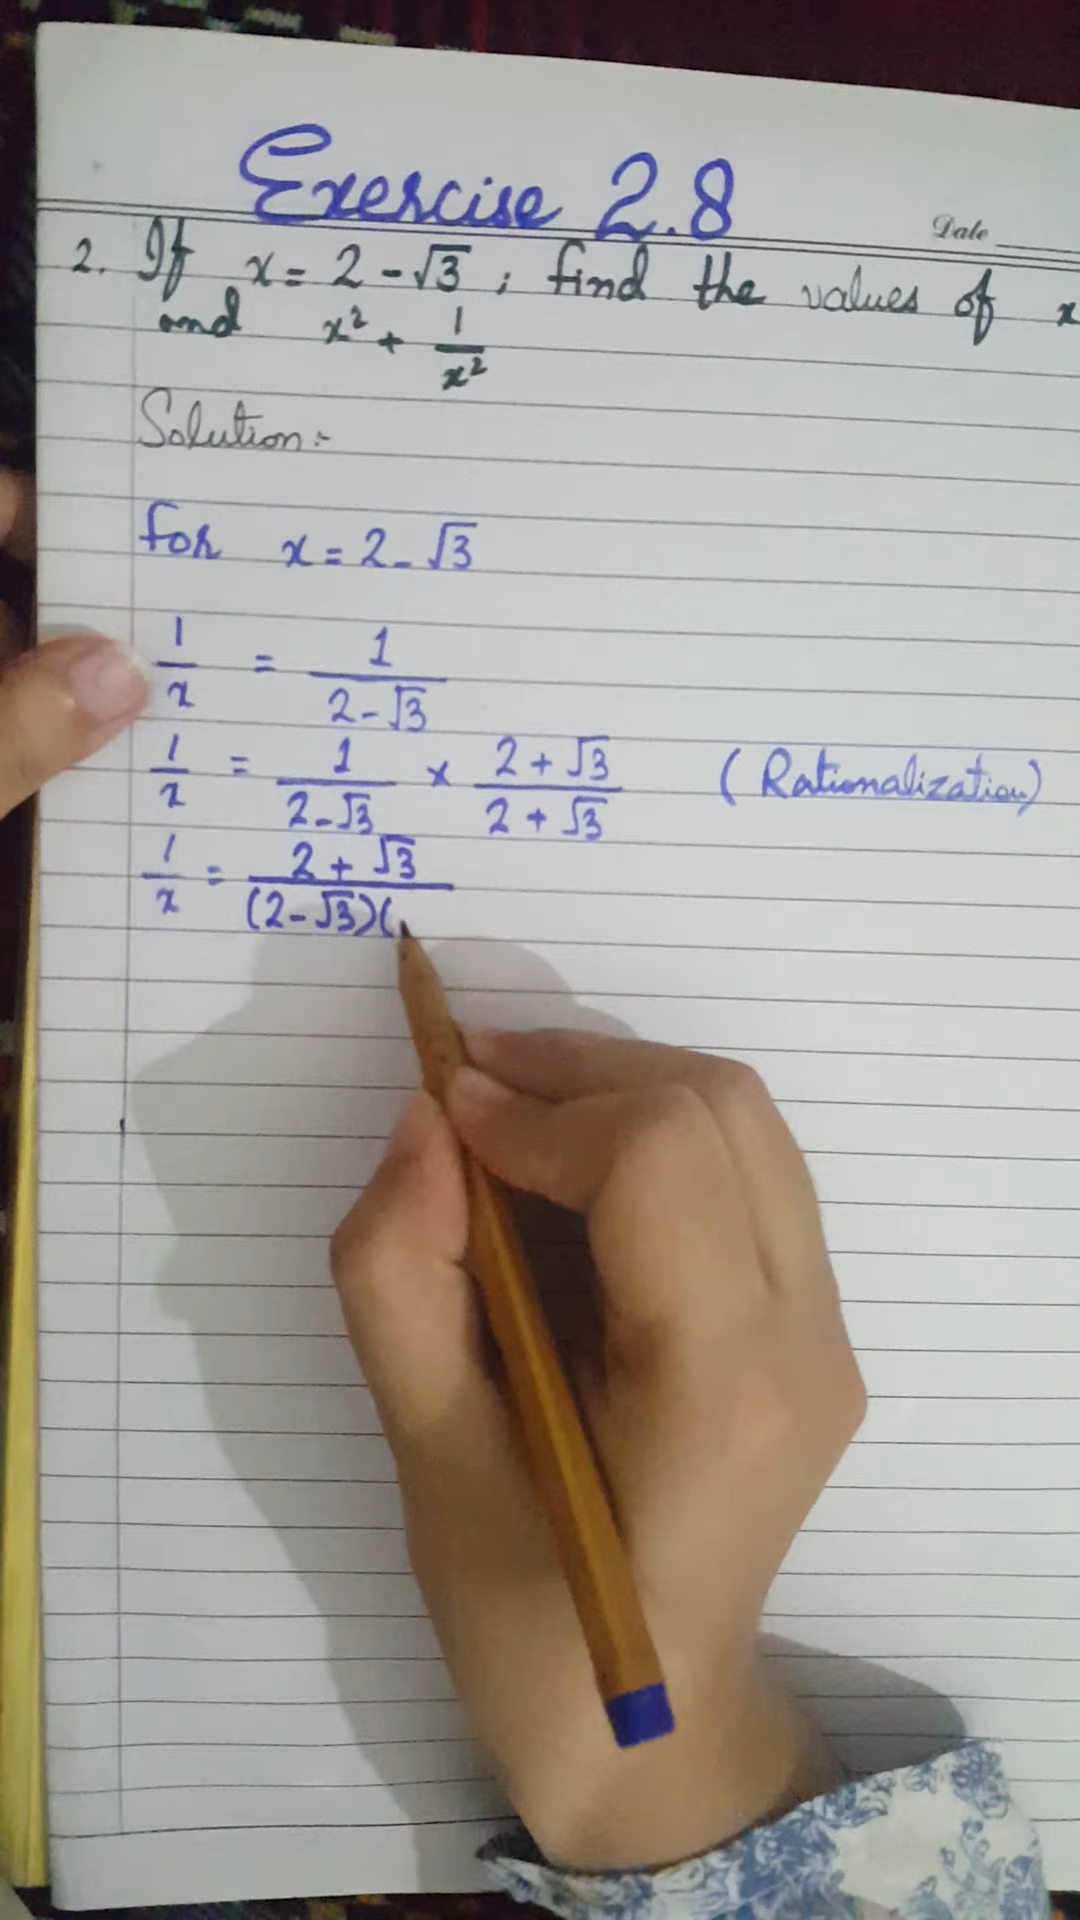 Exercise 2.8
Date
2. If x = 2 - √3 ; find the values of x
and x² + 1/x²
Solution:-
for x = 2 - √3
1/x = 1/(2 - √3)
1/x = 1/(2 - √3) × (2 + √3)/(2 + √3) (Rationalization)
1/x = (2 + √3)/(2 - √3)(